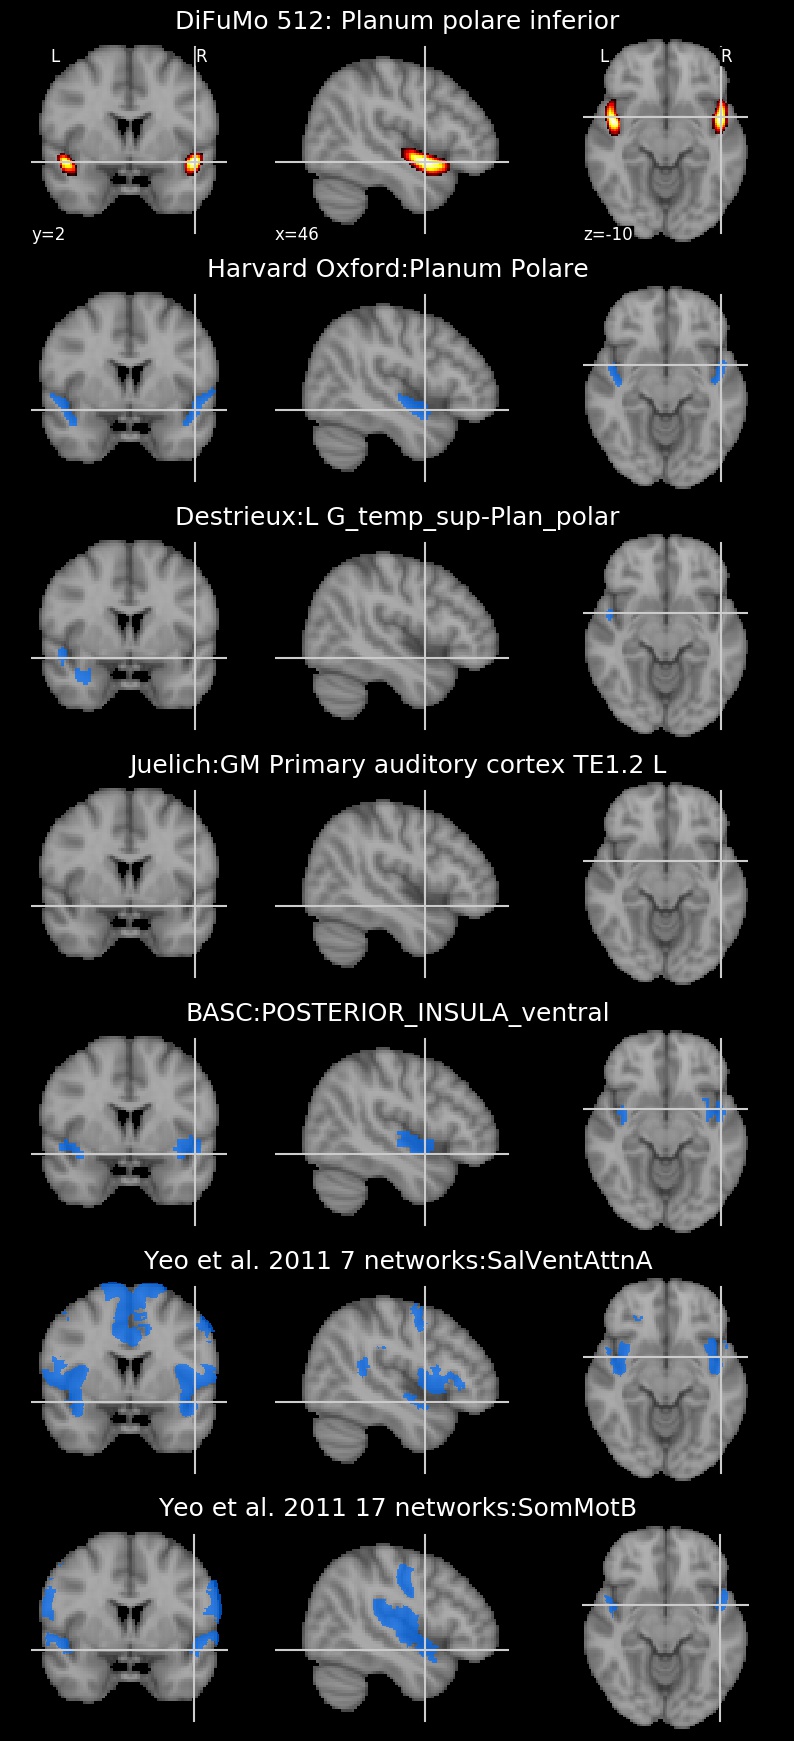 DiFuMo 512: Planum polare inferior
L R L R
y=2 x=46 z=-10
Harvard Oxford:Planum Polare
Destrieux:L G_temp_sup-Plan_polar
Juelich:GM Primary auditory cortex TE1.2 L
BASC:POSTERIOR_INSULA_ventral
Yeo et al. 2011 7 networks:SalVentAttnA
Yeo et al. 2011 17 networks:SomMotB